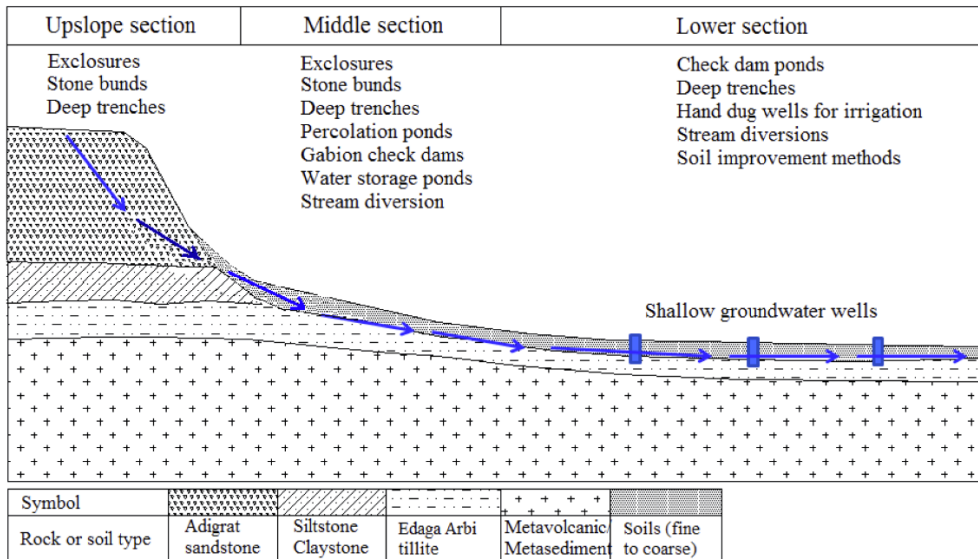 Upslope section
Middle section
Lower section
Exclosures
Stone bunds
Deep trenches
Exclosures
Stone bunds
Deep trenches
Percolation ponds
Gabion check dams
Water storage ponds
Stream diversion
Check dam ponds
Deep trenches
Hand dug wells for irrigation
Stream diversions
Soil improvement methods
Shallow groundwater wells
Symbol
Rock or soil type
Adigrat
sandstone
Siltstone
Claystone
Edaga Arbi
tillite
Metavolcanic/
Metasediment
Soils (fine
to coarse)